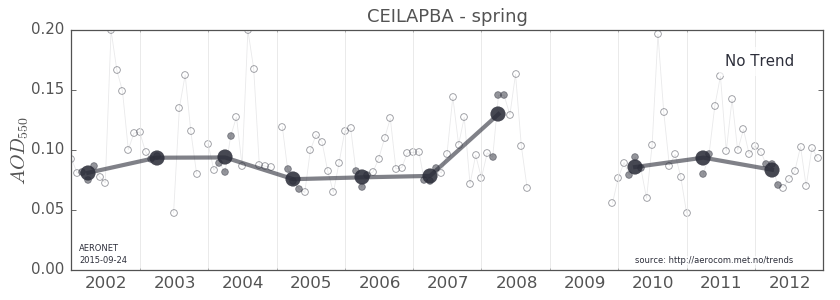 CEILAPBA - spring
No Trend
AOD550
0.20
0.15
0.10
0.05
0.00
AERONET
2015-09-24
source: http://aerocom.met.no/trends
2002 2003 2004 2005 2006 2007 2008 2009 2010 2011 2012